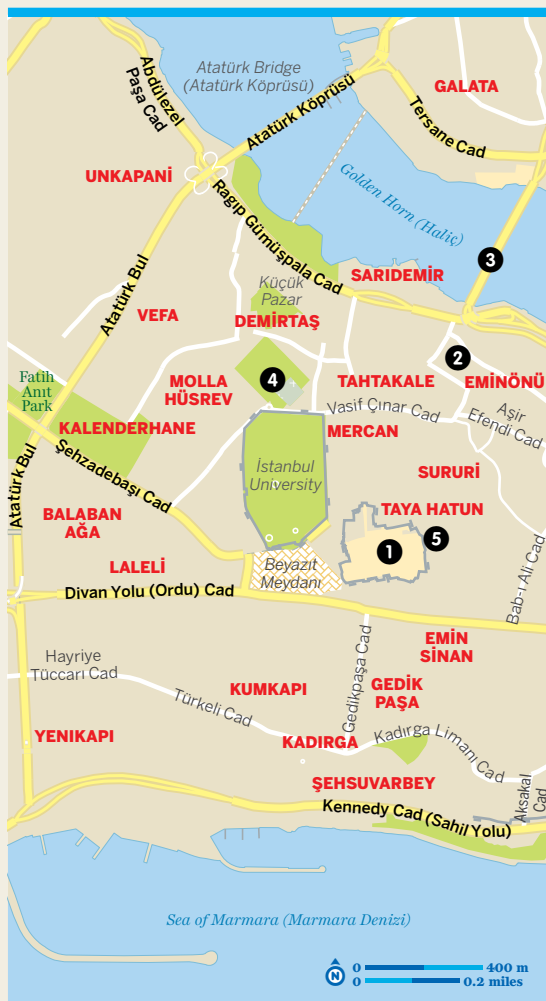 Atatürk Bridge
(Atatürk Köprüsü)
GALATA
Abdülezel
Paşa Cad
Atatürk Köprüsü
Tersane Cad
UNKAPANİ
Ragıp Gümüşpala Cad
Golden Horn (Haliç)
3
SARIDEMİR
Atatürk Bul
VEFA
Küçük
Pazar
DEMİRTAŞ
2
Fatih
Anıt
Park
MOLLA
HÜSREV
4
TAHTAKALE
EMİNÖNÜ
KALENDERHANE
Vasif Çınar Cad
Aşir
Efendi Cad
MERCAN
Şehzadebaşı Cad
Atatürk Bul
İstanbul
University
SURURİ
BALABAN
AĞA
TAYA HATUN
1
5
LALELİ
Beyazıt
Meydanı
Bab-ı Ali Cad
Divan Yolu (Ordu) Cad
EMIN
SİNAN
Hayriye
Tüccarı Cad
Gedikpaşa Cad
KUMKAPI
GEDİK
PAŞA
Türkeli Cad
YENIKAPI
KADIRGA
Kadırga Limanı Cad
ŞEHSUVARBEY
Aksakal
Cad
Kennedy Cad (Sahil Yolu)
Sea of Marmara (Marmara Denizi)
N
0 400 m
0 0.2 miles